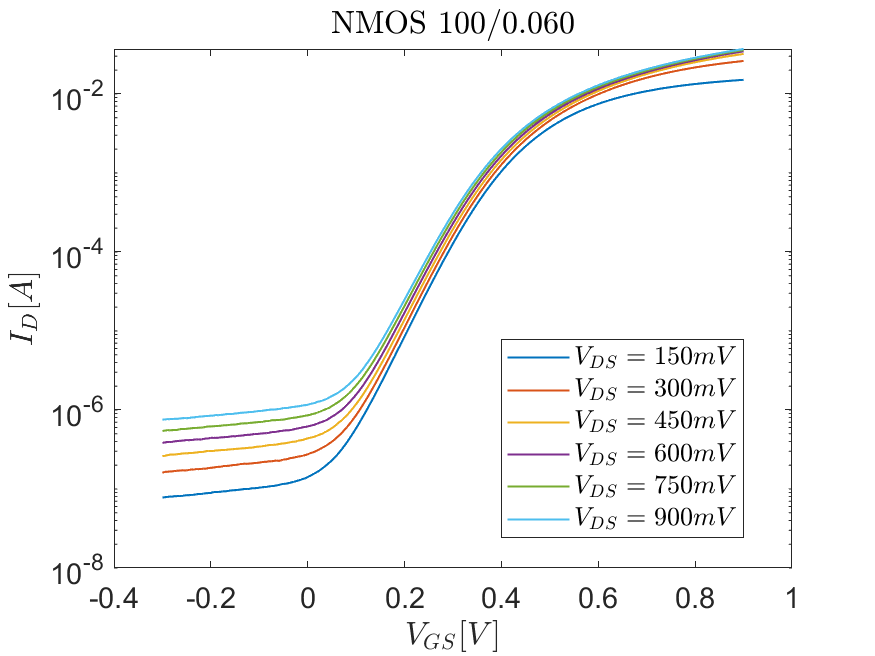 NMOS 100/0.060
I_D[A]
10^-2
10^-4
10^-6
10^-8
-0.4 -0.2 0 0.2 0.4 0.6 0.8 1
V_GS[V]
V_DS = 150mV
V_DS = 300mV
V_DS = 450mV
V_DS = 600mV
V_DS = 750mV
V_DS = 900mV